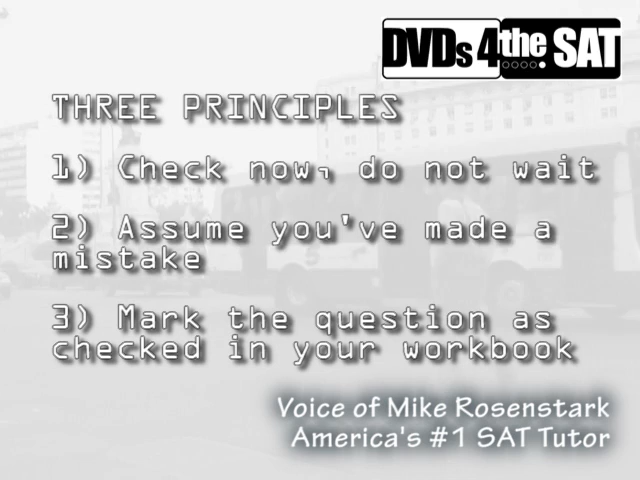 DVDs 4 the SAT
THREE PRINCIPLES
1) Check now, do not wait
2) Assume you've made a
mistake
3) Mark the question as
checked in your workbook
Voice of Mike Rosenstark
America's #1 SAT Tutor